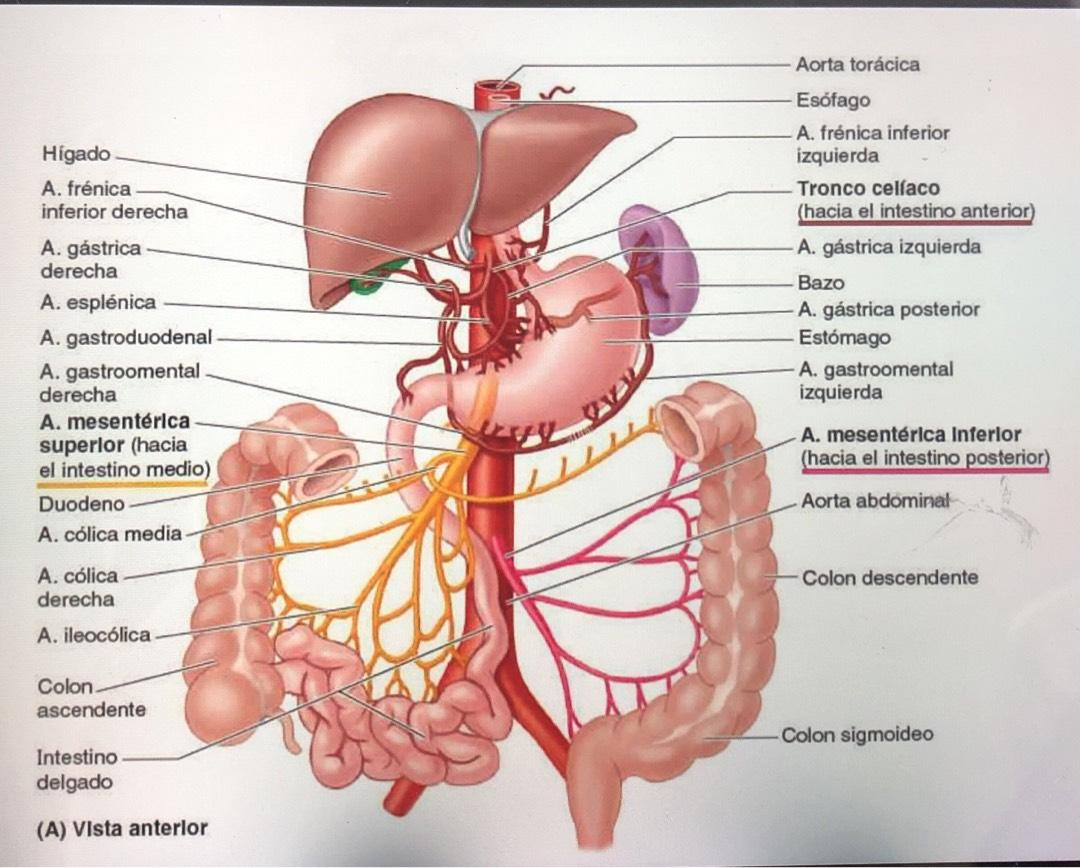 Hígado
A. frénica
inferior derecha
A. gástrica
derecha
A. esplénica
A. gastroduodenal
A. gastroomental
derecha
A. mesentérica
superior (hacia
el intestino medio)
Duodeno
A. cólica media
A. cólica
derecha
A. ileocólica
Colon
ascendente
Intestino
delgado
(A) Vista anterior
Aorta torácica
Esófago
A. frénica inferior
izquierda
Tronco celíaco
(hacia el intestino anterior)
A. gástrica izquierda
Bazo
A. gástrica posterior
Estómago
A. gastroomental
izquierda
A. mesentérica inferior
(hacia el intestino posterior)
Aorta abdominal
Colon descendente
Colon sigmoideo